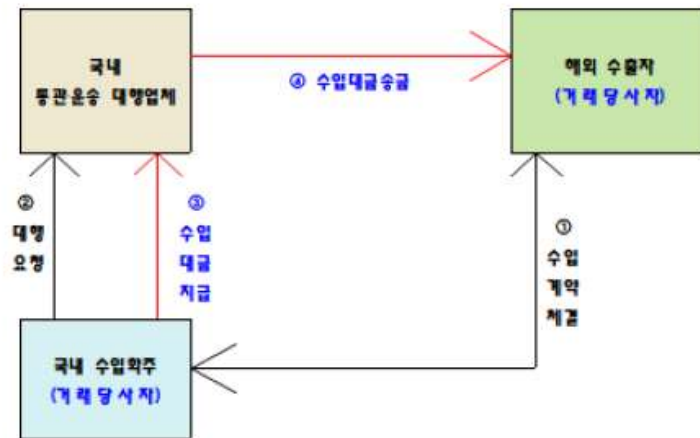 국내
통관운송 대행업체
④ 수입대금송금
해외 수출자
(거래당사자)
②
대행
요청
③
수입
대금
지급
①
수입
계약
체결
국내 수입화주
(거래당사자)